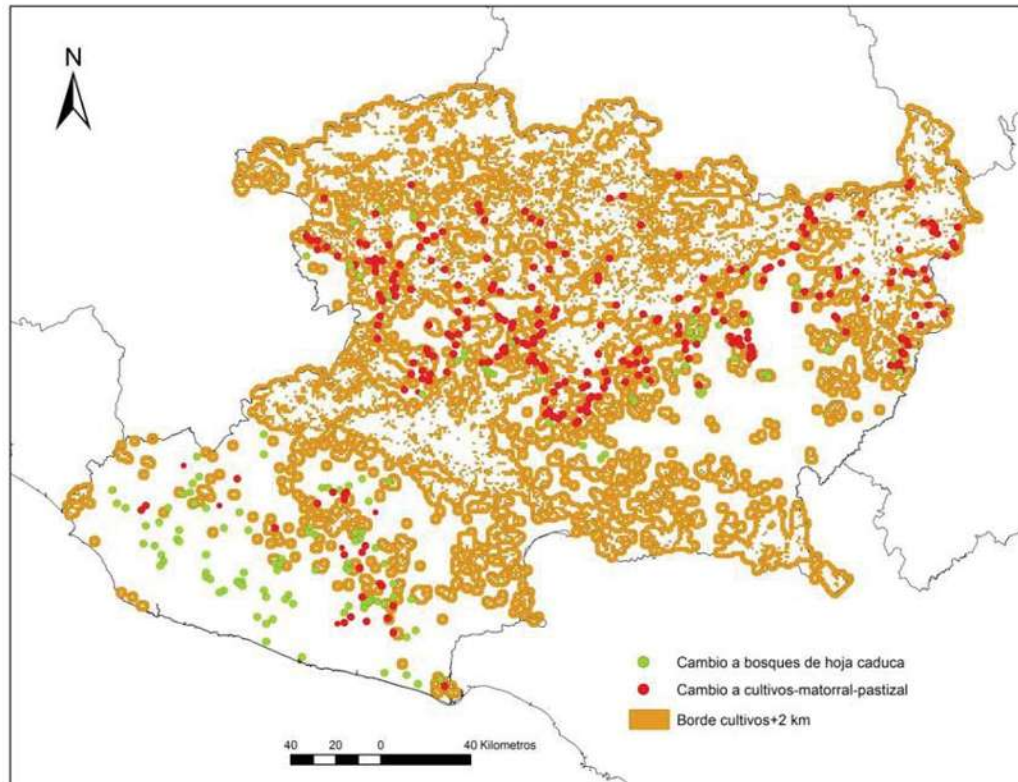 N
Cambio a bosques de hoja caduca
Cambio a cultivos-matorral-pastizal
Borde cultivos+2 km
40 20 0 40 Kilometros